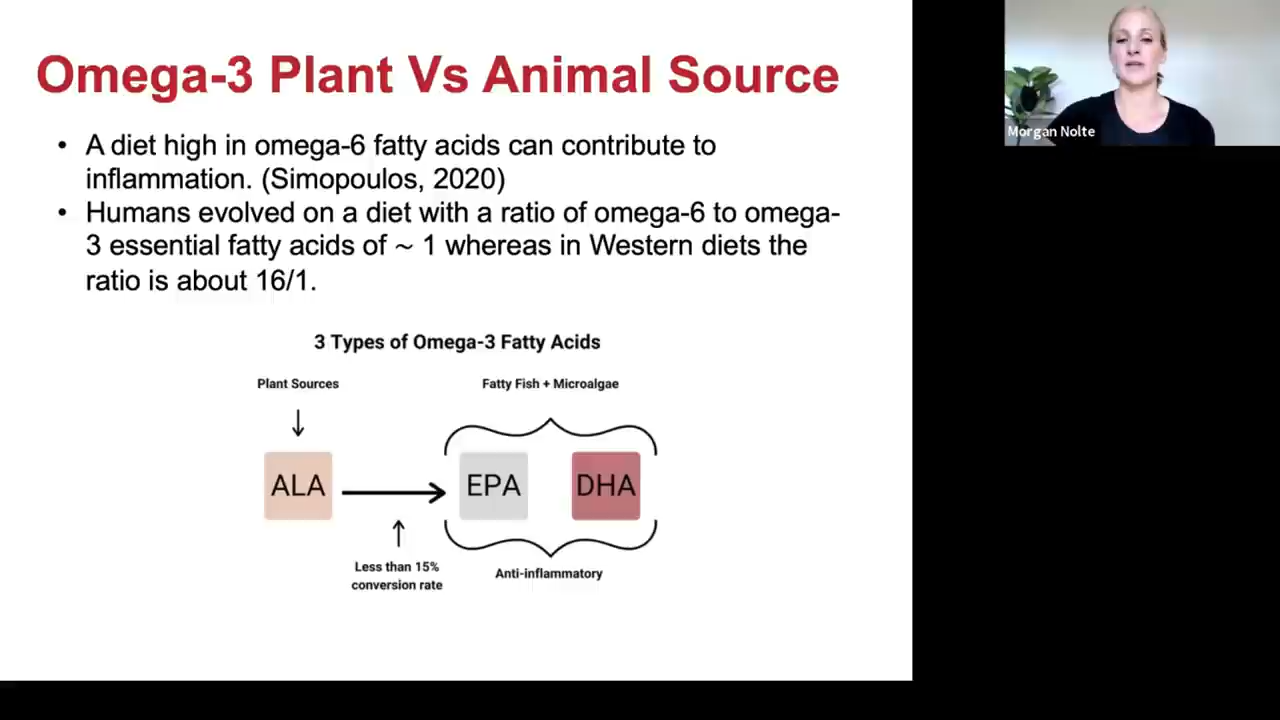 Omega-3 Plant Vs Animal Source
• A diet high in omega-6 fatty acids can contribute to
inflammation. (Simopoulos, 2020)
• Humans evolved on a diet with a ratio of omega-6 to omega-
3 essential fatty acids of ~ 1 whereas in Western diets the
ratio is about 16/1.
3 Types of Omega-3 Fatty Acids
Plant Sources
Fatty Fish + Microalgae
ALA
EPA
DHA
Less than 15%
conversion rate
Anti-inflammatory
Morgan Nolte